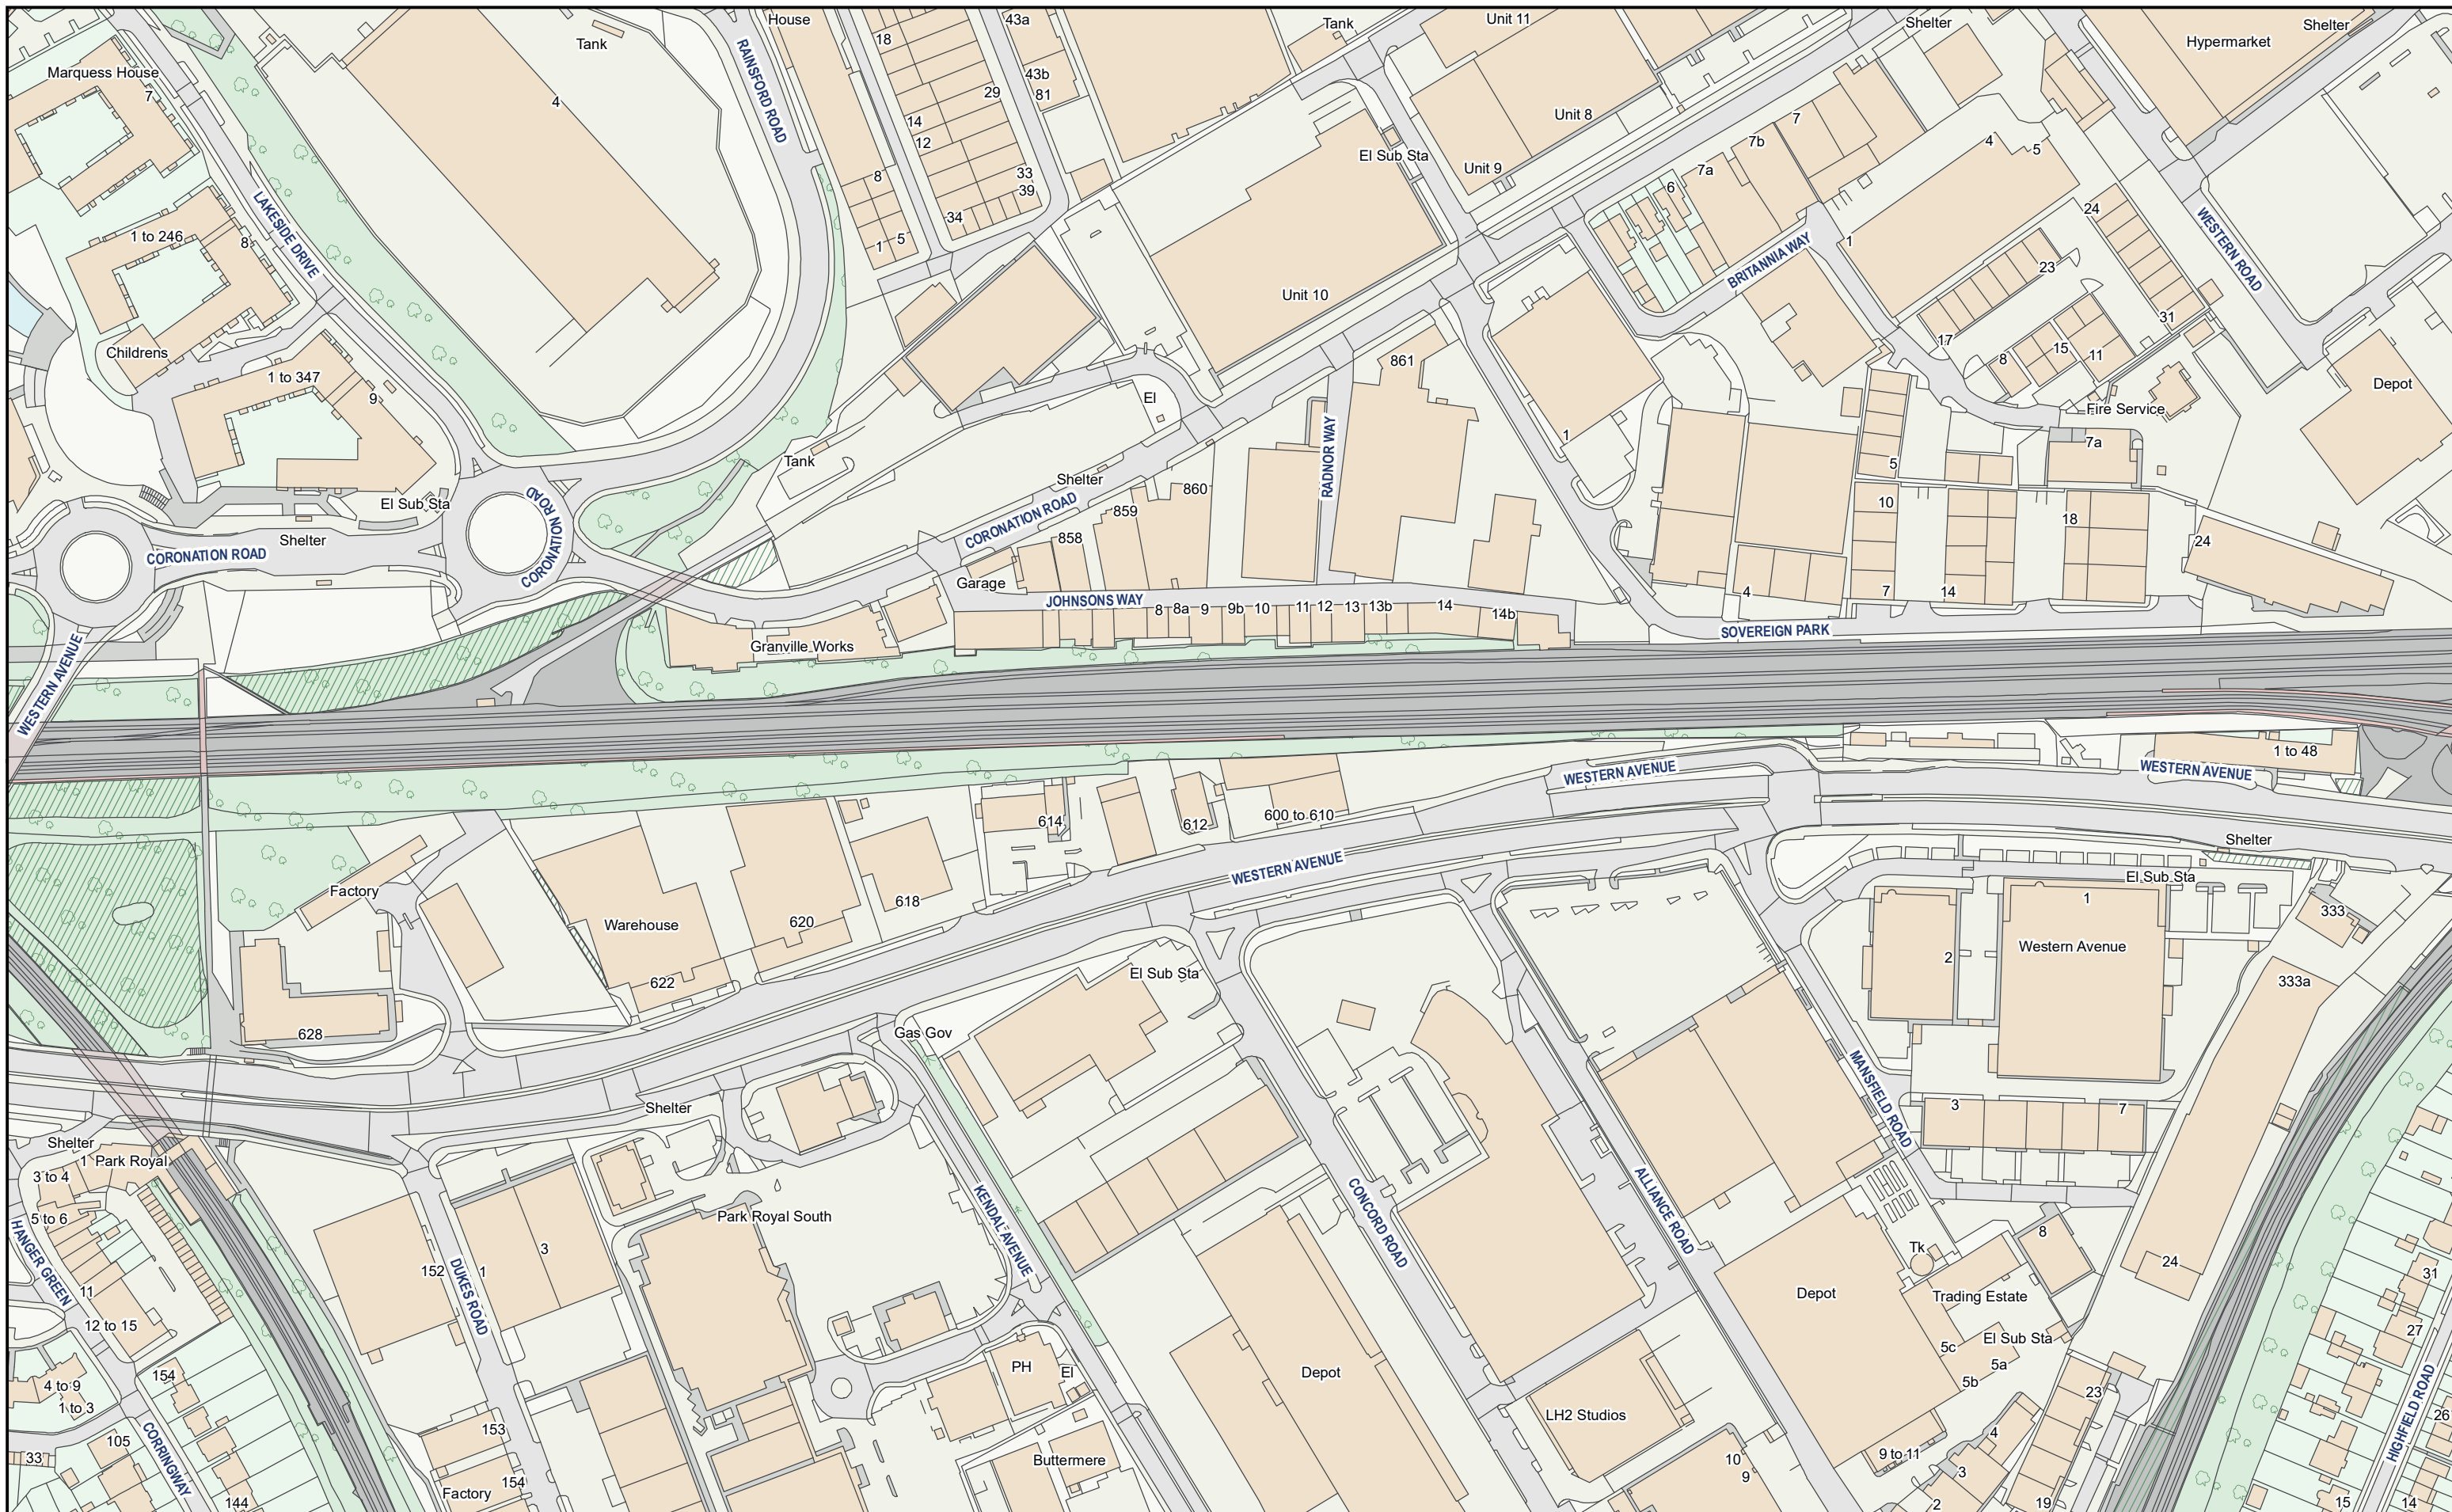 House
18
43a
Tank
Unit 11
Shelter
Shelter
Hypermarket
Tank
RAINSFORD ROAD
Marquess House
7
4
43b
81
29
14
12
Unit 8
El Sub Sta
Unit 9
7
7b
7a
6
4
5
8
33
39
34
1
5
LAKESIDE DRIVE
1 to 246
8
24
WESTERN ROAD
1
BRITANNIA WAY
23
Unit 10
31
17
Childrens
8
15
11
861
1 to 347
9
El
Depot
Fire Service
7a
RADNOR WAY
1
5
Tank
Shelter
860
859
858
10
18
El Sub Sta
CORONATION ROAD
CORONATION ROAD
CORONATION ROAD
Shelter
24
Garage
JOHNSONS WAY
4
7
14
8
8a
9
9b
10
11
12
13
13b
14
14b
SOVEREIGN PARK
Granville Works
WESTERN AVENUE
WESTERN AVENUE
WESTERN AVENUE
1 to 48
614
612
600 to 610
Shelter
WESTERN AVENUE
El Sub Sta
Factory
Warehouse
620
618
1
333
Western Avenue
2
El Sub Sta
622
333a
628
Gas Gov
MANSFIELD ROAD
Shelter
3
7
Shelter
1
Park Royal
3 to 4
5 to 6
HANGER GREEN
Park Royal South
KENDAL AVENUE
CONCORD ROAD
ALLIANCE ROAD
8
Tk
3
152
1
DUKES ROAD
24
31
11
Depot
Trading Estate
12 to 15
El Sub Sta
27
5c
5a
5b
PH
El
Depot
154
4 to 9
1 to 3
23
HIGHFIELD ROAD
LH2 Studios
26
153
105
CORRINGWAY
4
33
Buttermere
10
9
9 to 11
3
154
Factory
144
2
19
15
14